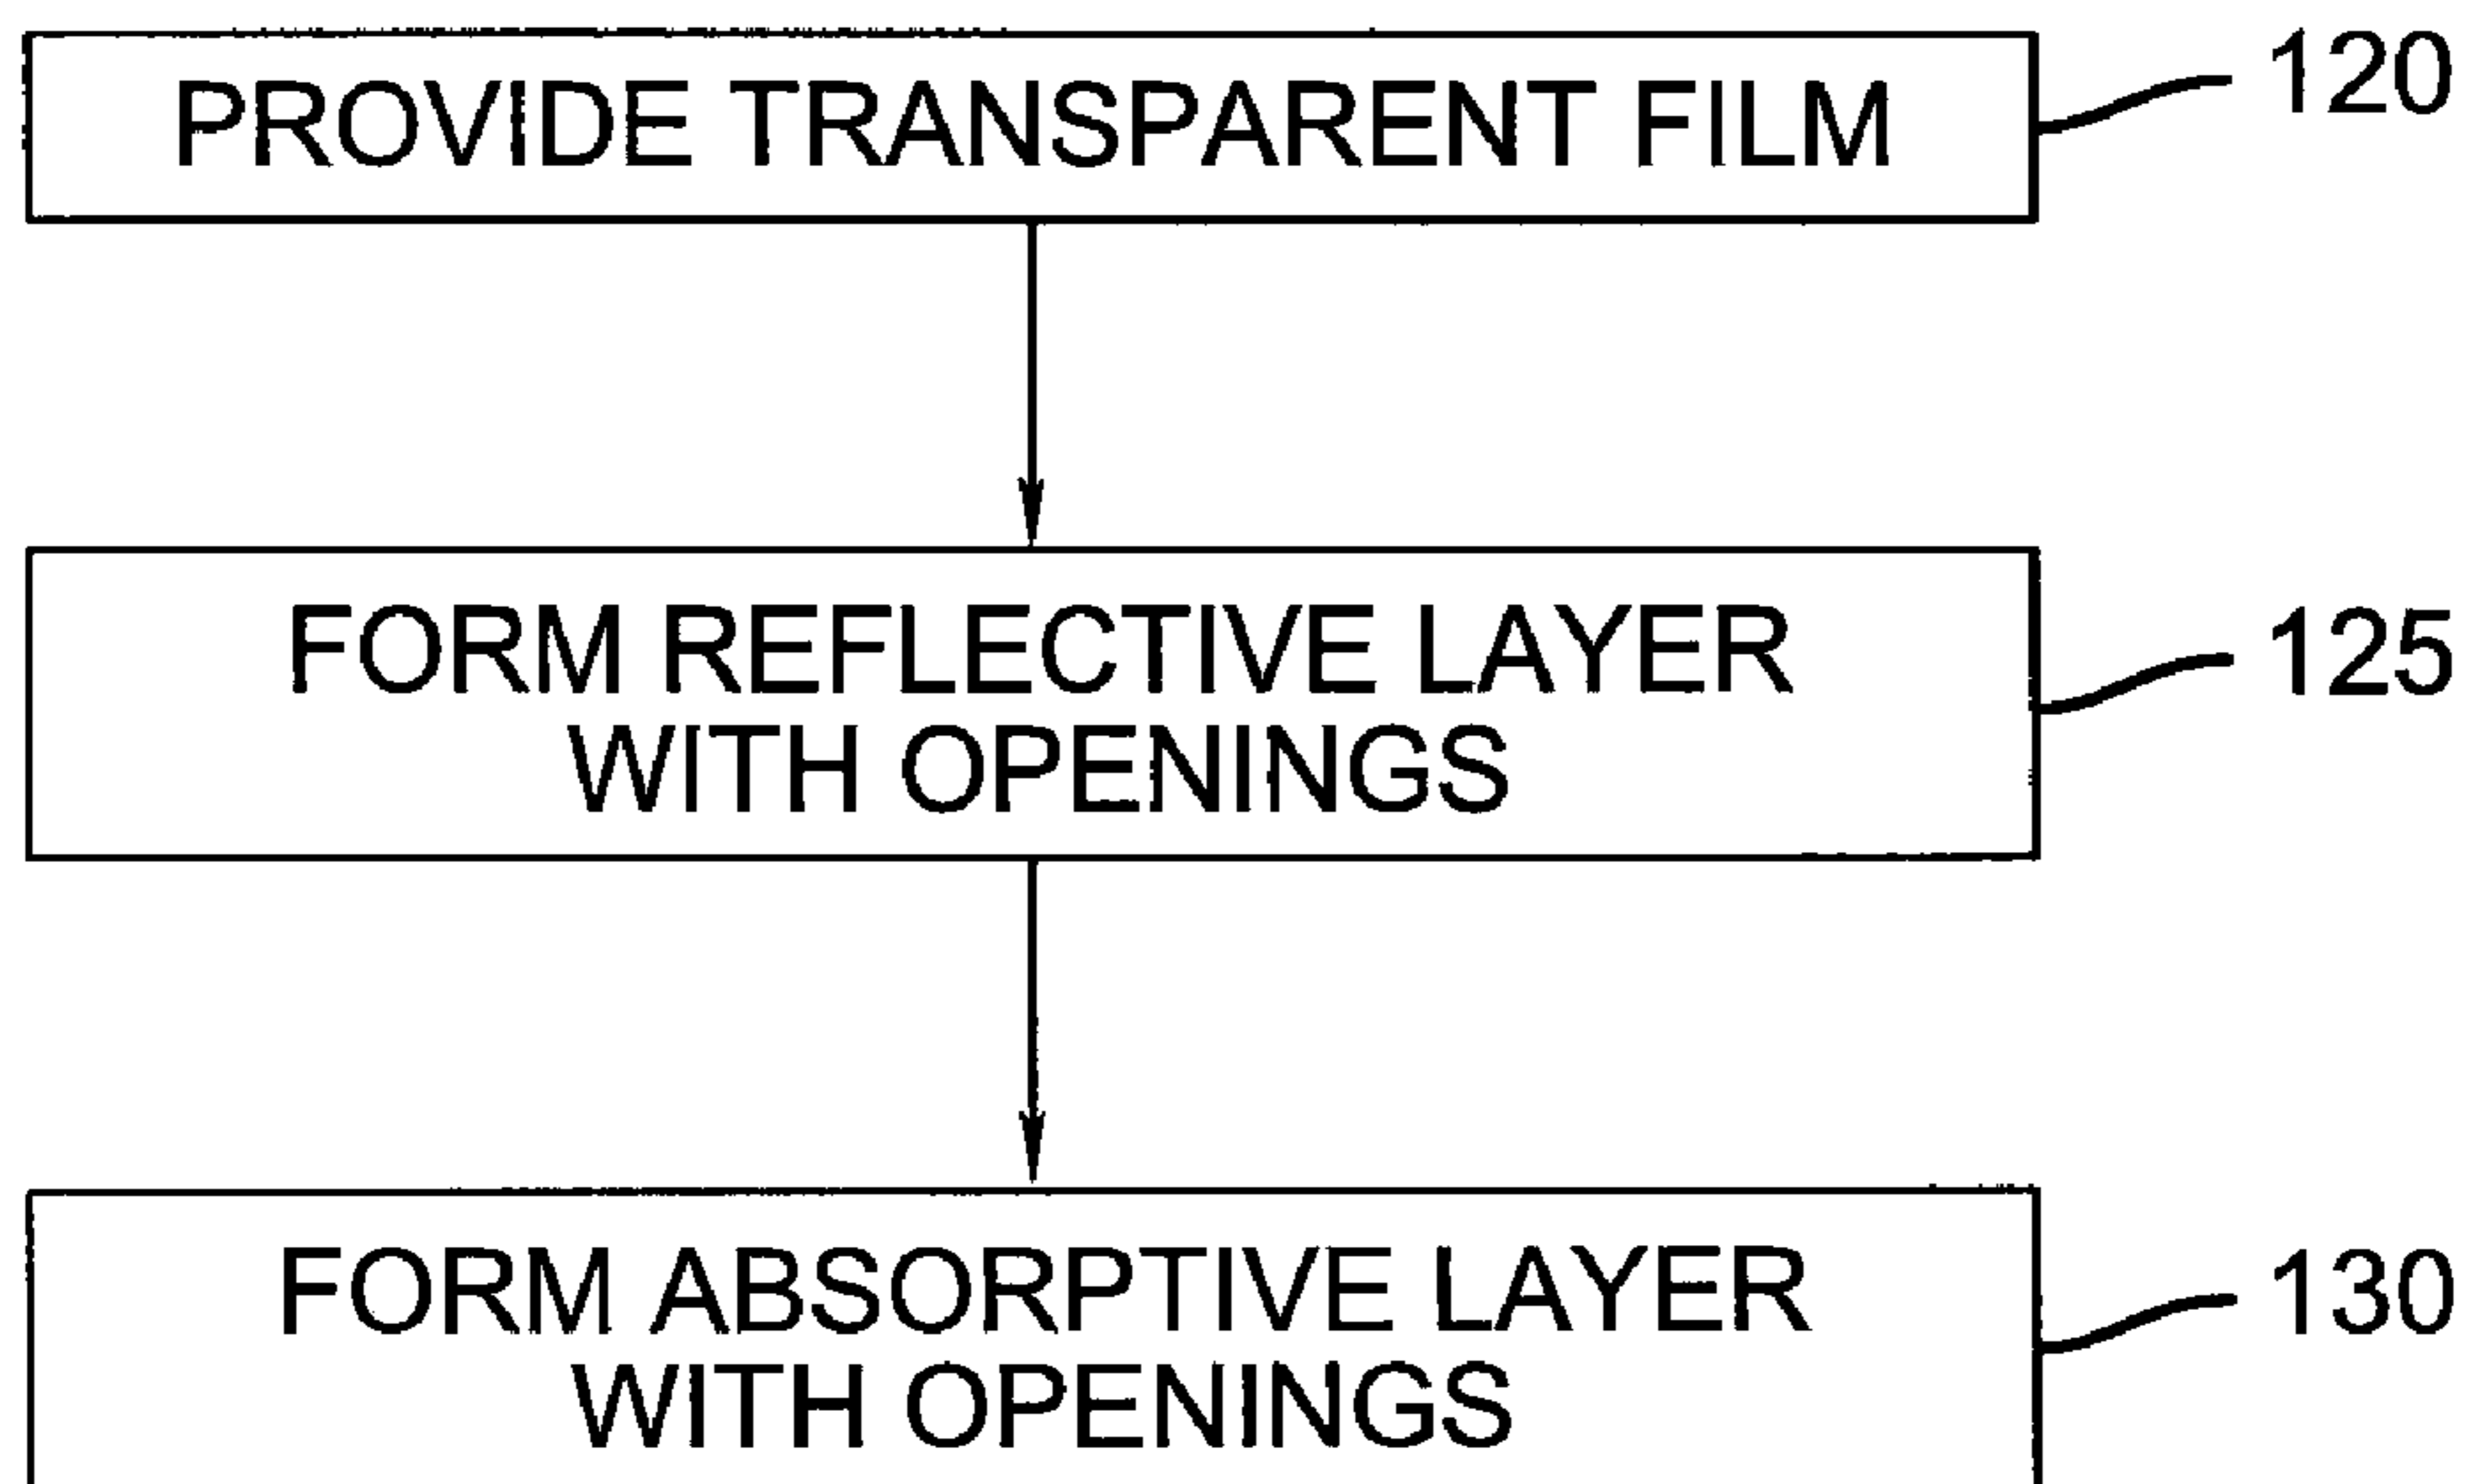 PROVIDE TRANSPARENT FILM
120
FORM REFLECTIVE LAYER
WITH OPENINGS
125
FORM ABSORPTIVE LAYER
WITH OPENINGS
130